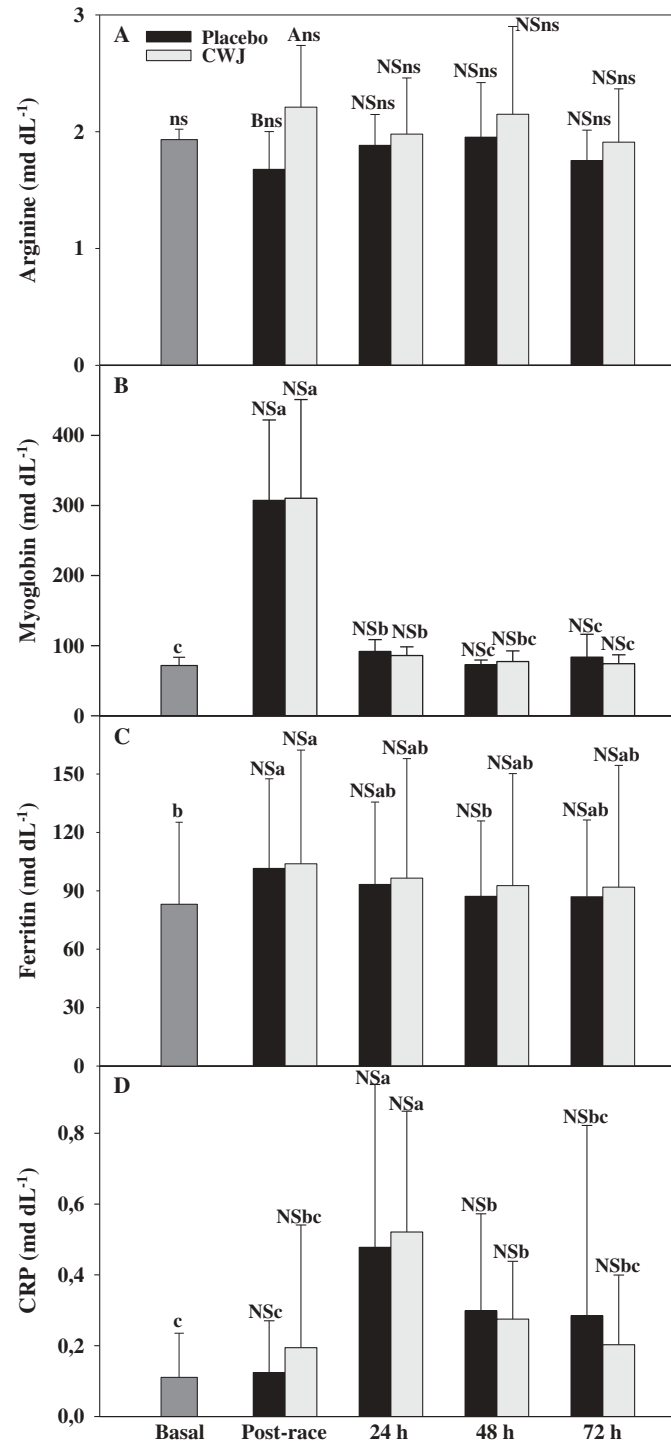 3
A
Placebo
CWJ
Ans
NSns
NSns
NSns
NSns
NSns
NSns
ns
Bns
2
1
0
Arginine (md dL-1)
B
NSa
NSa
400
300
200
100
0
c
NSb
NSb
NSc
NSbc
NSc
NSc
Myoglobin (md dL-1)
C
NSa
NSa
NSab
NSab
NSb
NSab
NSab
NSab
b
150
120
90
60
30
0
Ferritin (md dL-1)
D
NSa
NSa
NSbc
NSb
NSb
NSbc
NSbc
NSc
c
0,8
0,6
0,4
0,2
0,0
CRP (md dL-1)
Basal Post-race 24 h 48 h 72 h